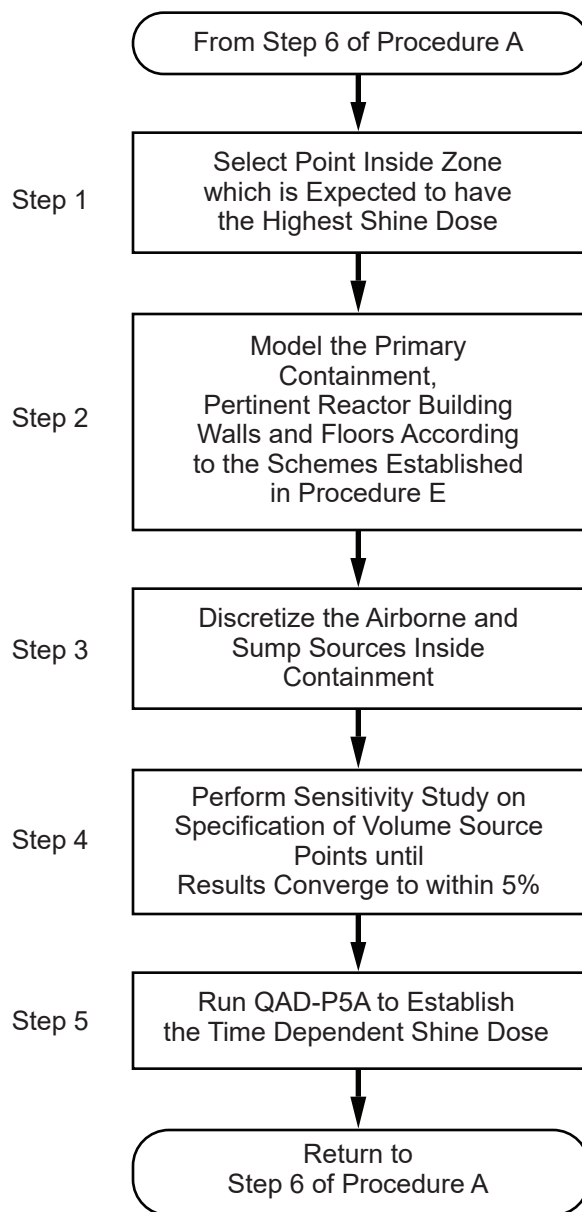 From Step 6 of Procedure A
Step 1
Select Point Inside Zone
which is Expected to have
the Highest Shine Dose
Step 2
Model the Primary
Containment,
Pertinent Reactor Building
Walls and Floors According
to the Schemes Established
in Procedure E
Step 3
Discretize the Airborne and
Sump Sources Inside
Containment
Step 4
Perform Sensitivity Study on
Specification of Volume Source
Points until
Results Converge to within 5%
Step 5
Run QAD-P5A to Establish
the Time Dependent Shine Dose
Return to
Step 6 of Procedure A